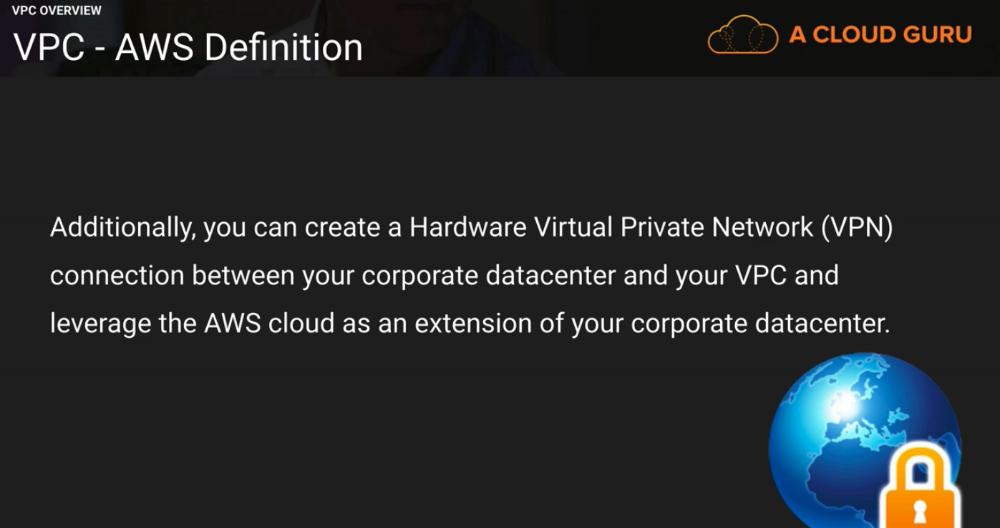 VPC OVERVIEW
VPC - AWS Definition
A CLOUD GURU
Additionally, you can create a Hardware Virtual Private Network (VPN)
connection between your corporate datacenter and your VPC and
leverage the AWS cloud as an extension of your corporate datacenter.